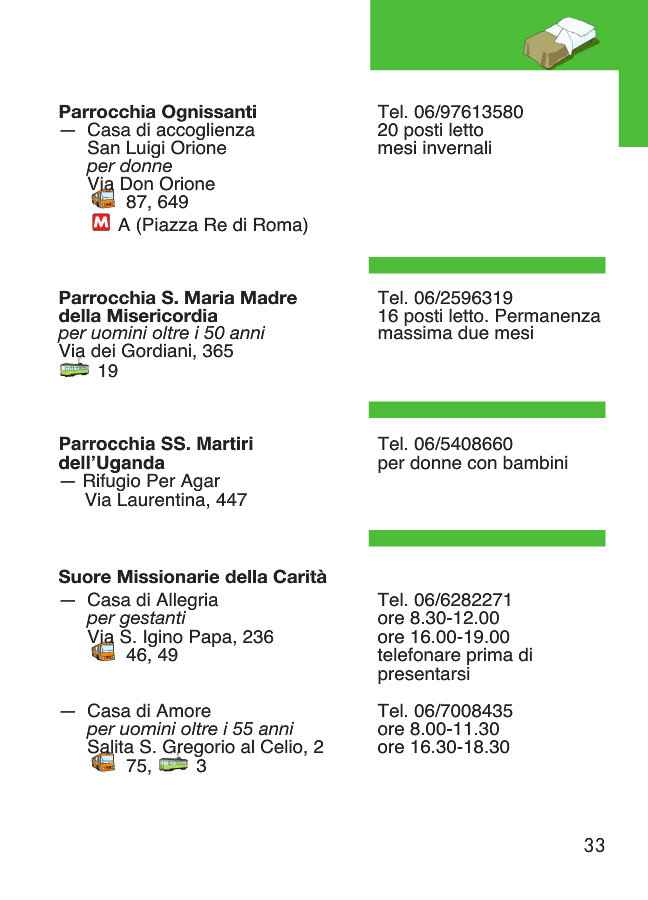 Parrocchia Ognissanti
— Casa di accoglienza
San Luigi Orione
per donne
Via Don Orione
87, 649
M A (Piazza Re di Roma)
Tel. 06/97613580
20 posti letto
mesi invernali
Parrocchia S. Maria Madre
della Misericordia
per uomini oltre i 50 anni
Via dei Gordiani, 365
19
Tel. 06/2596319
16 posti letto. Permanenza
massima due mesi
Parrocchia SS. Martiri
dell’Uganda
— Rifugio Per Agar
Via Laurentina, 447
Tel. 06/5408660
per donne con bambini
Suore Missionarie della Carità
— Casa di Allegria
per gestanti
Via S. Igino Papa, 236
46, 49
Tel. 06/6282271
ore 8.30-12.00
ore 16.00-19.00
telefonare prima di
presentarsi
— Casa di Amore
per uomini oltre i 55 anni
Salita S. Gregorio al Celio, 2
75, 3
Tel. 06/7008435
ore 8.00-11.30
ore 16.30-18.30
33